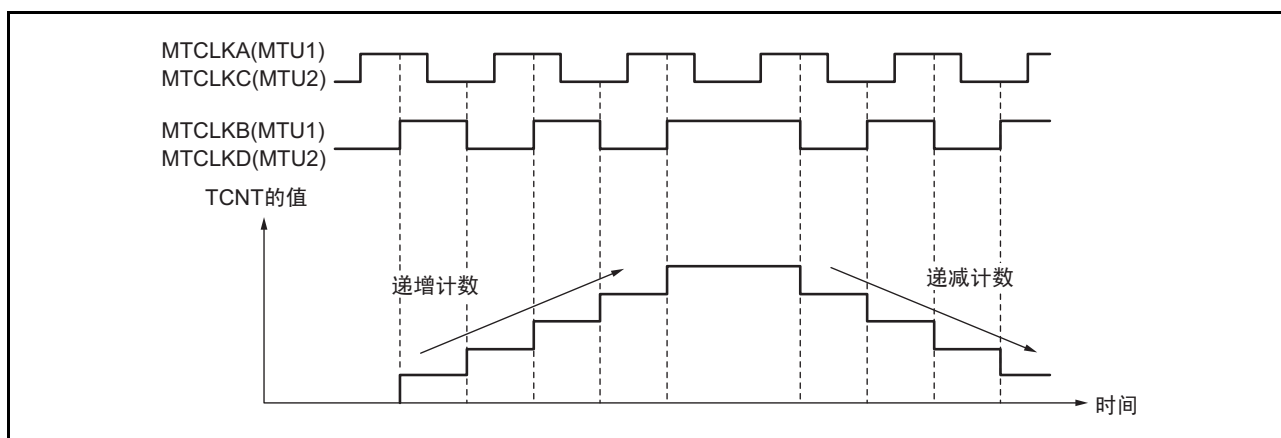 MTCLKA(MTU1)
MTCLKC(MTU2)
MTCLKB(MTU1)
MTCLKD(MTU2)
TCNT的值
递增计数
递减计数
时间